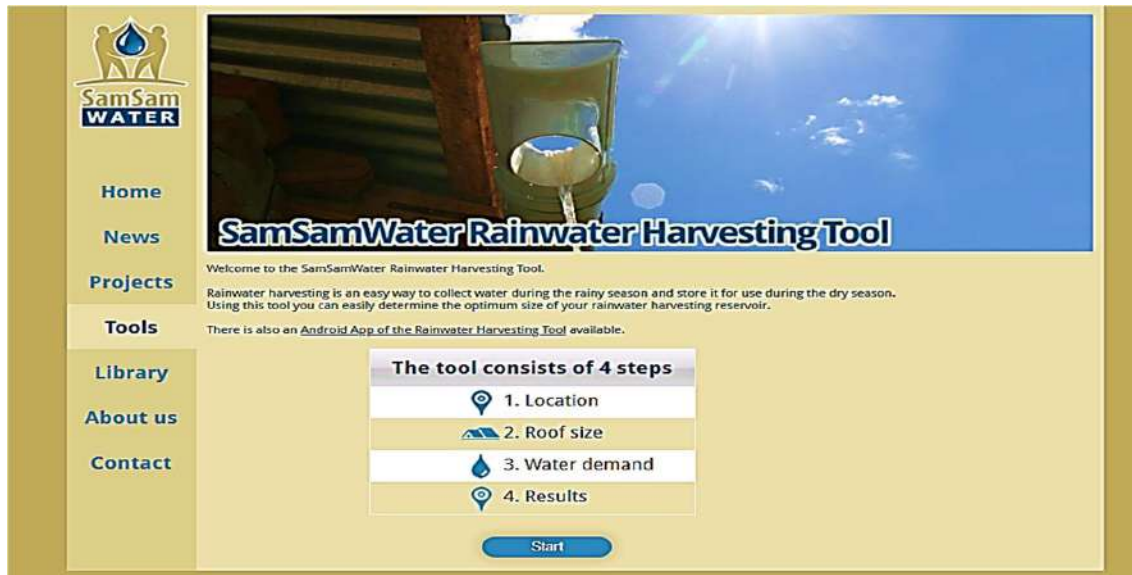 SamSam
WATER
Home
News
Projects
Tools
Library
About us
Contact
SamSamWater Rainwater Harvesting Tool
Welcome to the SamSamWater Rainwater Harvesting Tool.
Rainwater harvesting is an easy way to collect water during the rainy season and store it for use during the dry season.
Using this tool you can easily determine the optimum size of your rainwater harvesting reservoir.
There is also an Android App of the Rainwater Harvesting Tool available.
The tool consists of 4 steps
1. Location
2. Roof size
3. Water demand
4. Results
Start